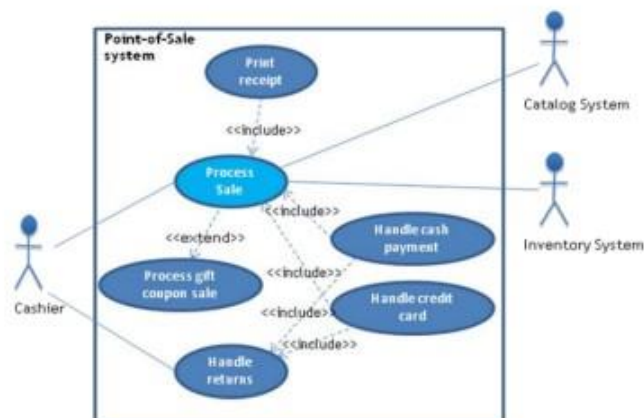 Point-of-Sale
system
Print
receipt
Catalog System
<<include>>
Process
Sale
<<include>>
Handle cash
payment
Inventory System
<<extend>>
Process gift
coupon sale
<<include>>
Cashier
Handle credit
card
<<include>>
<<include>>
Handle
returns